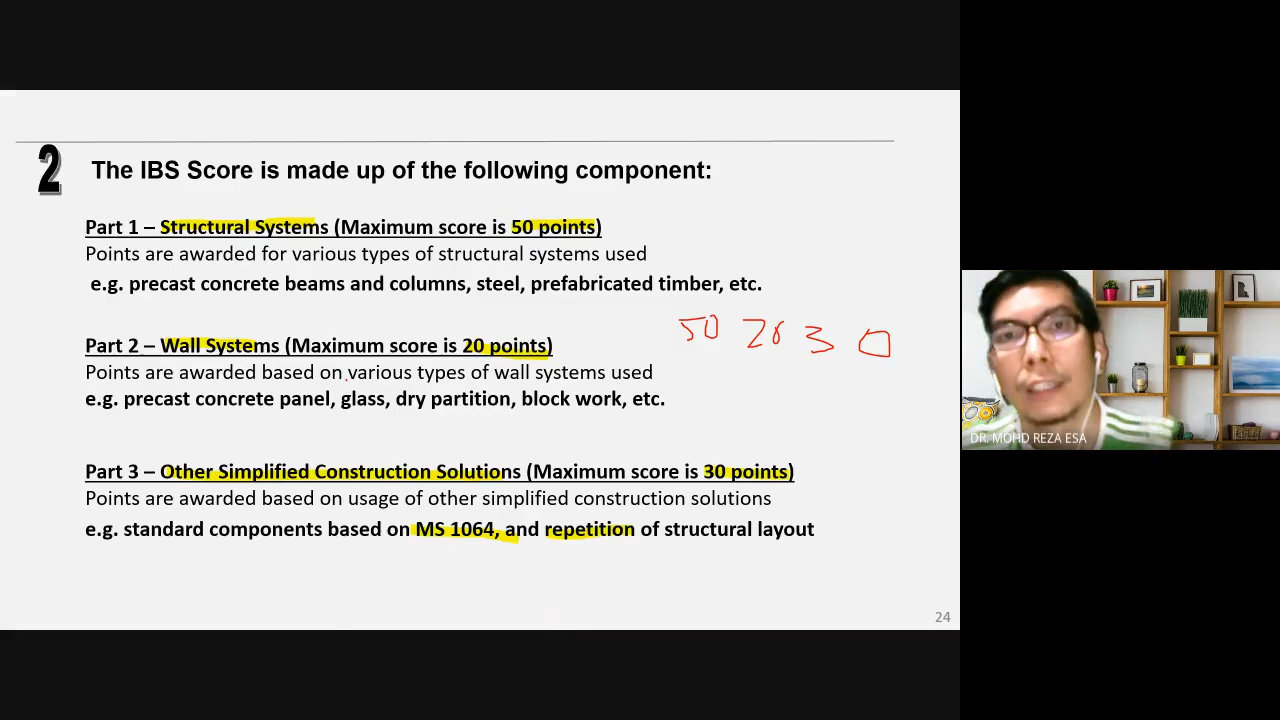 2 The IBS Score is made up of the following component:
Part 1 – Structural Systems (Maximum score is 50 points)
Points are awarded for various types of structural systems used
e.g. precast concrete beams and columns, steel, prefabricated timber, etc.
50 20 30
Part 2 – Wall Systems (Maximum score is 20 points)
Points are awarded based on various types of wall systems used
e.g. precast concrete panel, glass, dry partition, block work, etc.
Part 3 – Other Simplified Construction Solutions (Maximum score is 30 points)
Points are awarded based on usage of other simplified construction solutions
e.g. standard components based on MS 1064, and repetition of structural layout
24
DR. MOHD REZA ESA